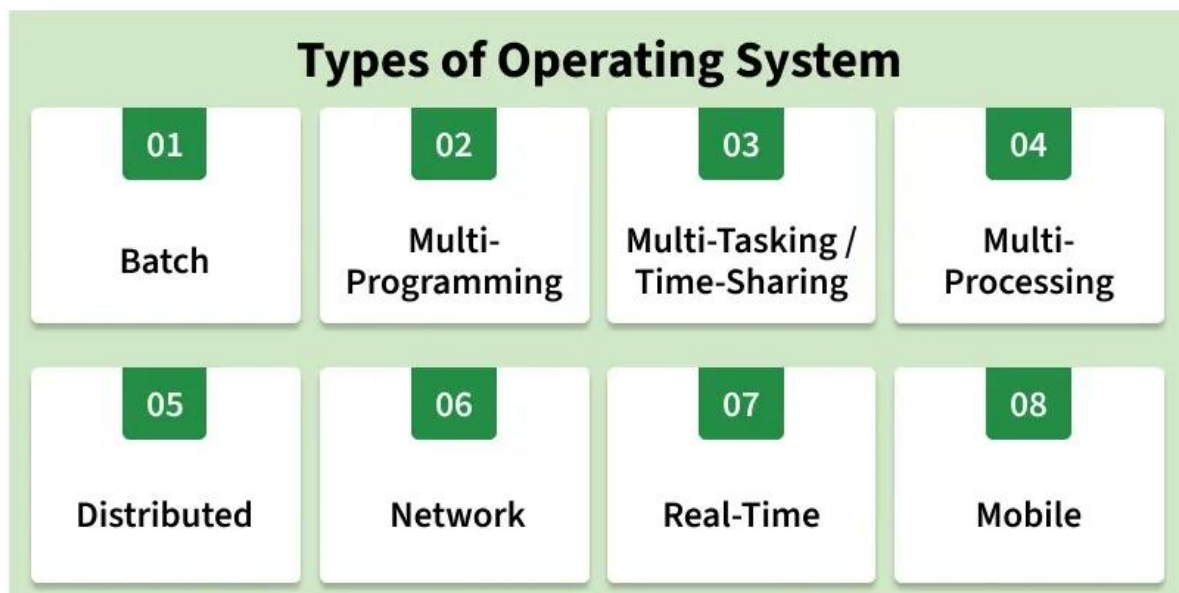 Types of Operating System
01
Batch
02
Multi-
Programming
03
Multi-Tasking /
Time-Sharing
04
Multi-
Processing
05
Distributed
06
Network
07
Real-Time
08
Mobile